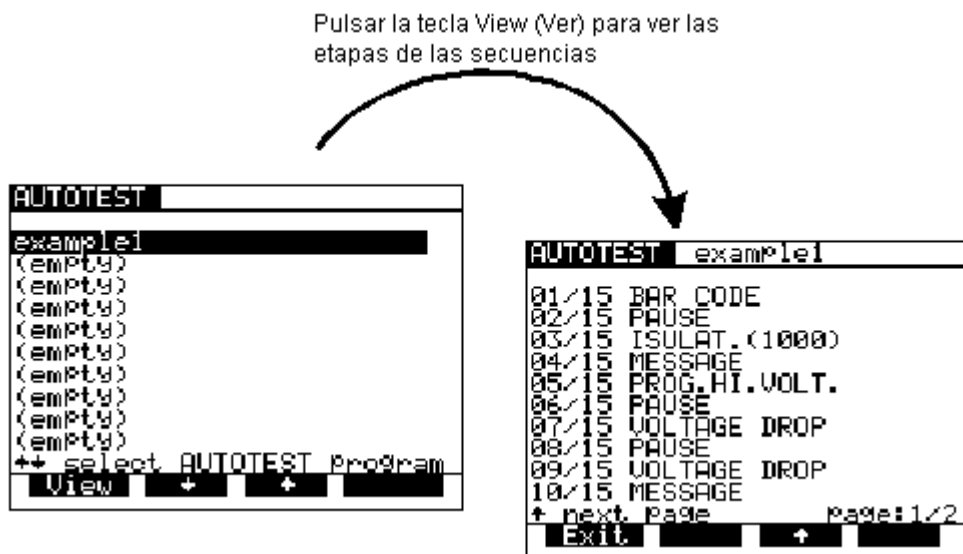 Pulsar la tecla View (Ver) para ver las
etapas de las secuencias
AUTOTEST
example1
(empty)
(empty)
(empty)
(empty)
(empty)
(empty)
(empty)
(empty)
(empty)
select AUTOTEST program
View
AUTOTEST example1
01/15 BAR CODE
02/15 PAUSE
03/15 ISULAT.(1000)
04/15 MESSAGE
05/15 PROG.HI.VOLT.
06/15 PAUSE
07/15 VOLTAGE DROP
08/15 PAUSE
09/15 VOLTAGE DROP
10/15 MESSAGE
↑ next page page:1/2
Exit ↑